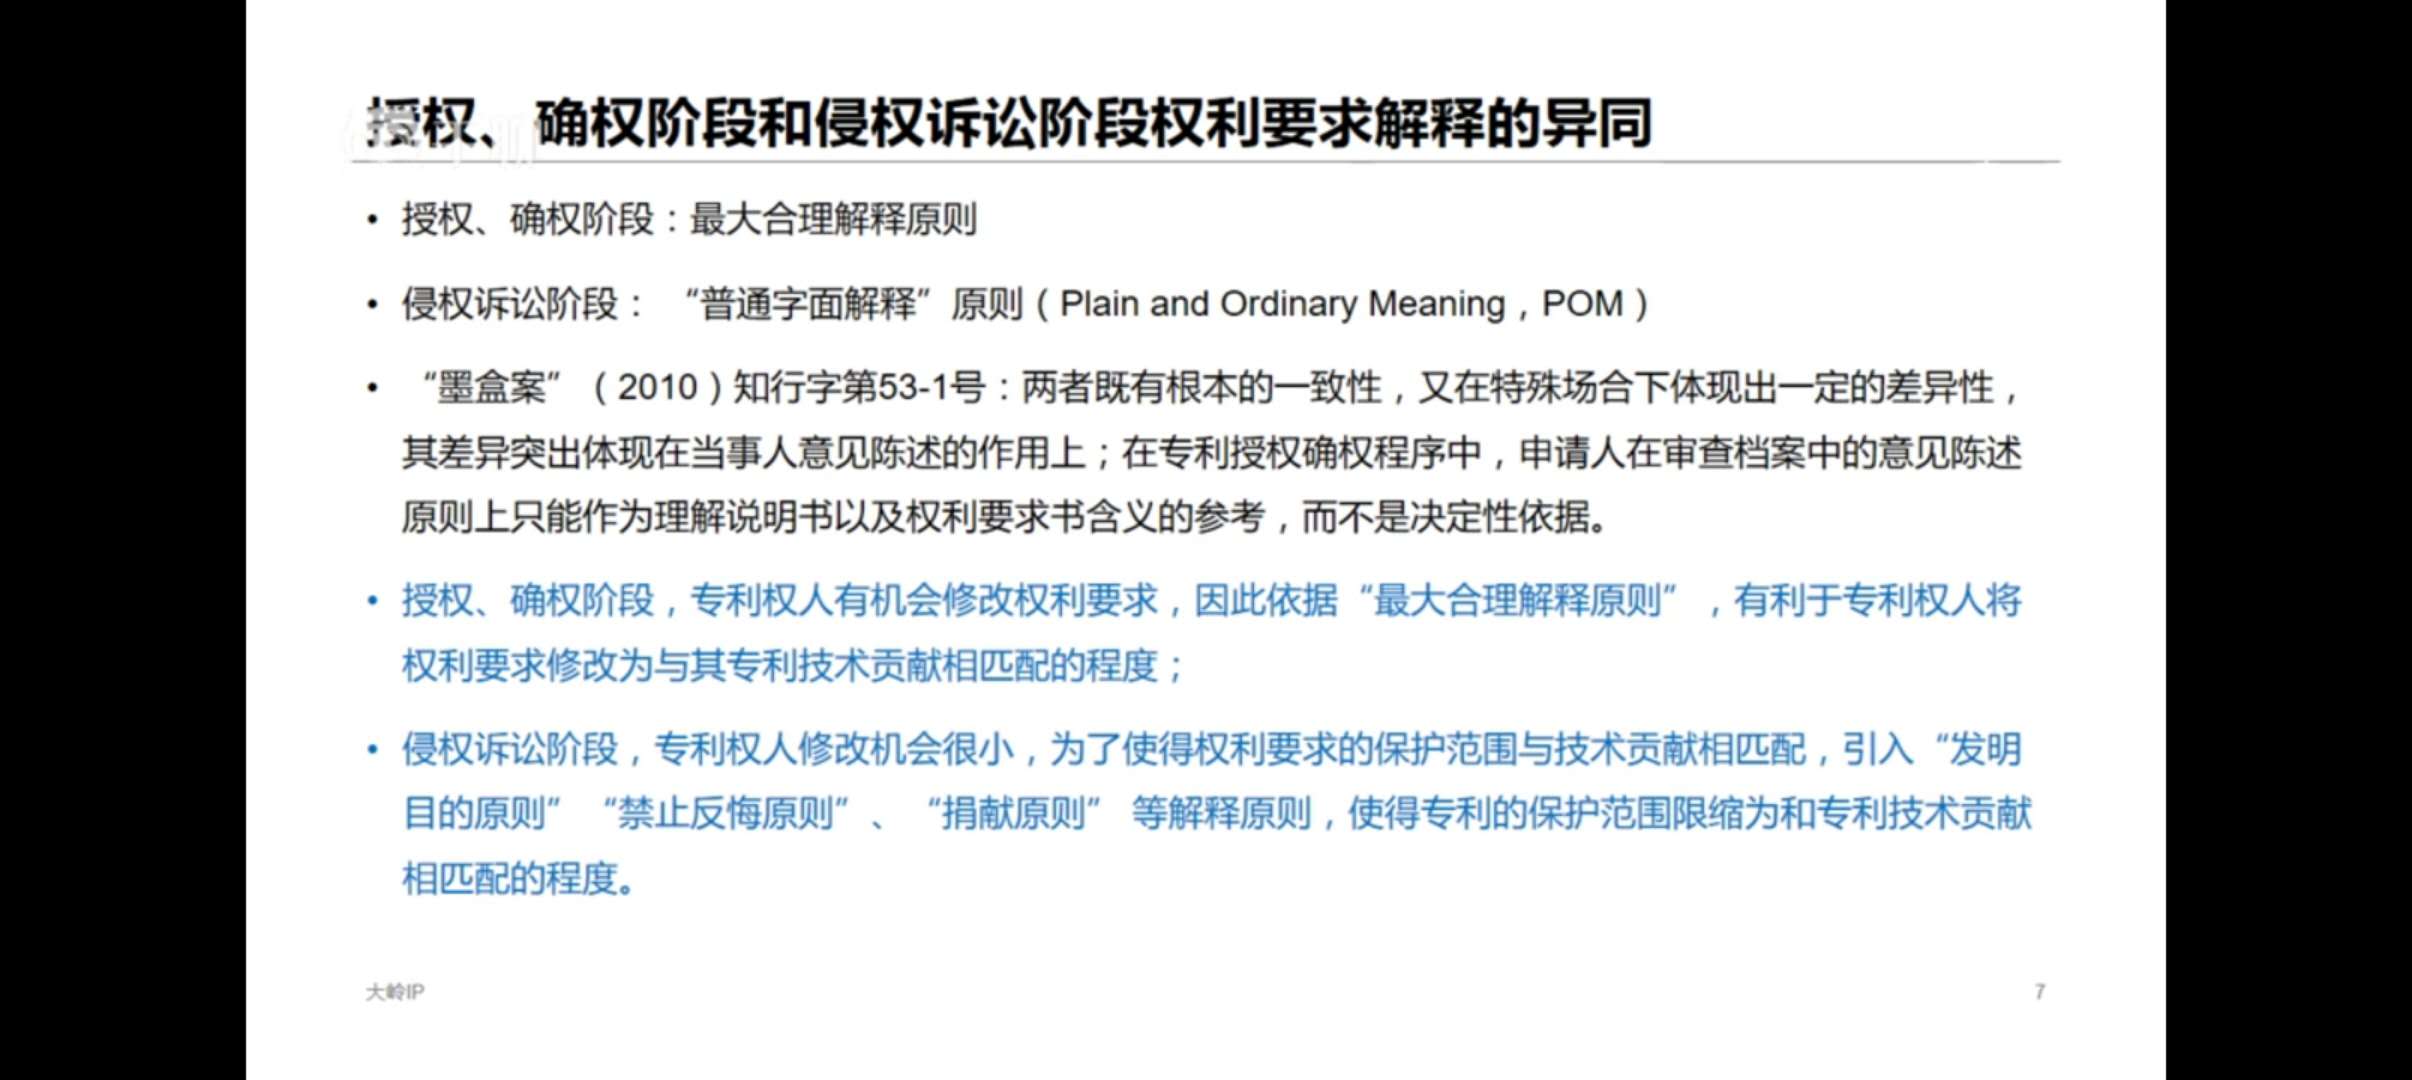 授权、确权阶段和侵权诉讼阶段权利要求解释的异同
• 授权、确权阶段：最大合理解释原则
• 侵权诉讼阶段： “普通字面解释”原则（Plain and Ordinary Meaning，POM）
• “墨盒案”（2010）知行字第53-1号：两者既有根本的一致性，又在特殊场合下体现出一定的差异性，
其差异突出体现在当事人意见陈述的作用上；在专利授权确权程序中，申请人在审查档案中的意见陈述
原则上只能作为理解说明书以及权利要求书含义的参考，而不是决定性依据。
• 授权、确权阶段，专利权人有机会修改权利要求，因此依据“最大合理解释原则”，有利于专利权人将
权利要求修改为与其专利技术贡献相匹配的程度；
• 侵权诉讼阶段，专利权人修改机会很小，为了使得权利要求的保护范围与技术贡献相匹配，引入“发明
目的原则”“禁止反悔原则”、“捐献原则” 等解释原则，使得专利的保护范围限缩为和专利技术贡献
相匹配的程度。
大岭IP
7